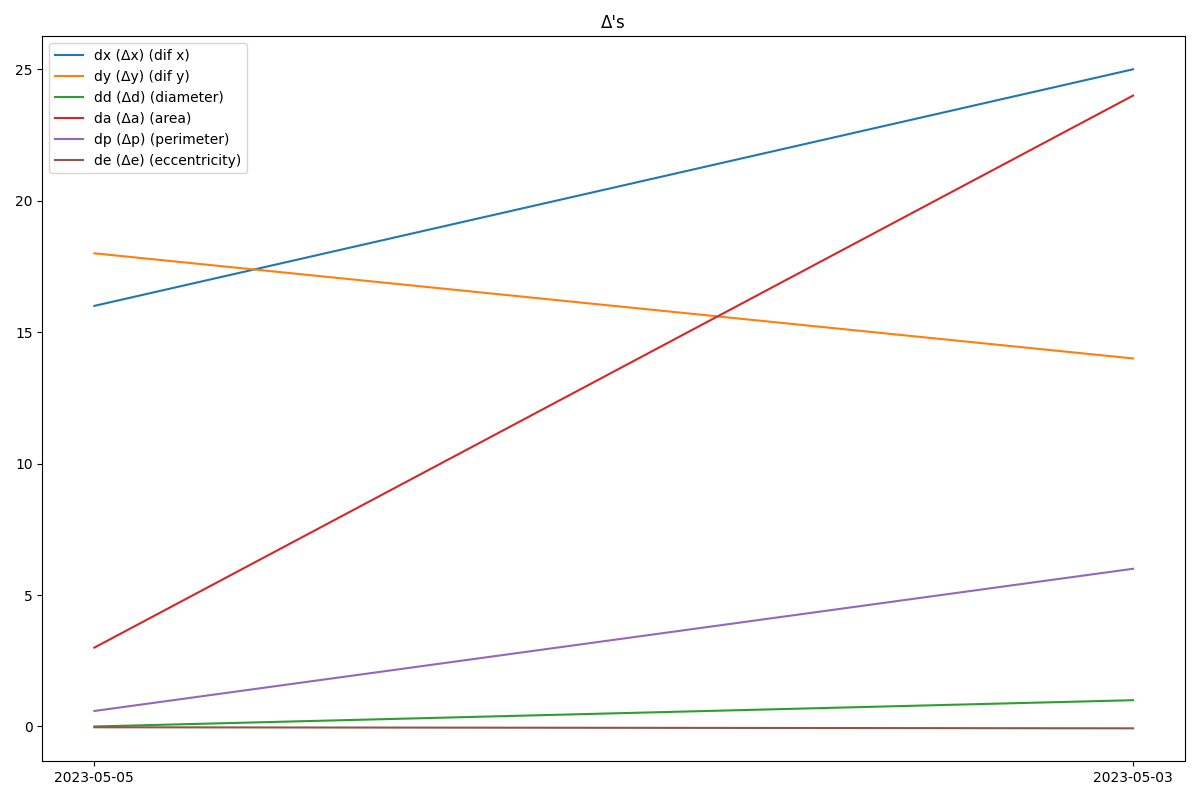 Δ's
dx (Δx) (dif x)
dy (Δy) (dif y)
dd (Δd) (diameter)
da (Δa) (area)
dp (Δp) (perimeter)
de (Δe) (eccentricity)
25
20
15
10
5
0
2023-05-05
2023-05-03